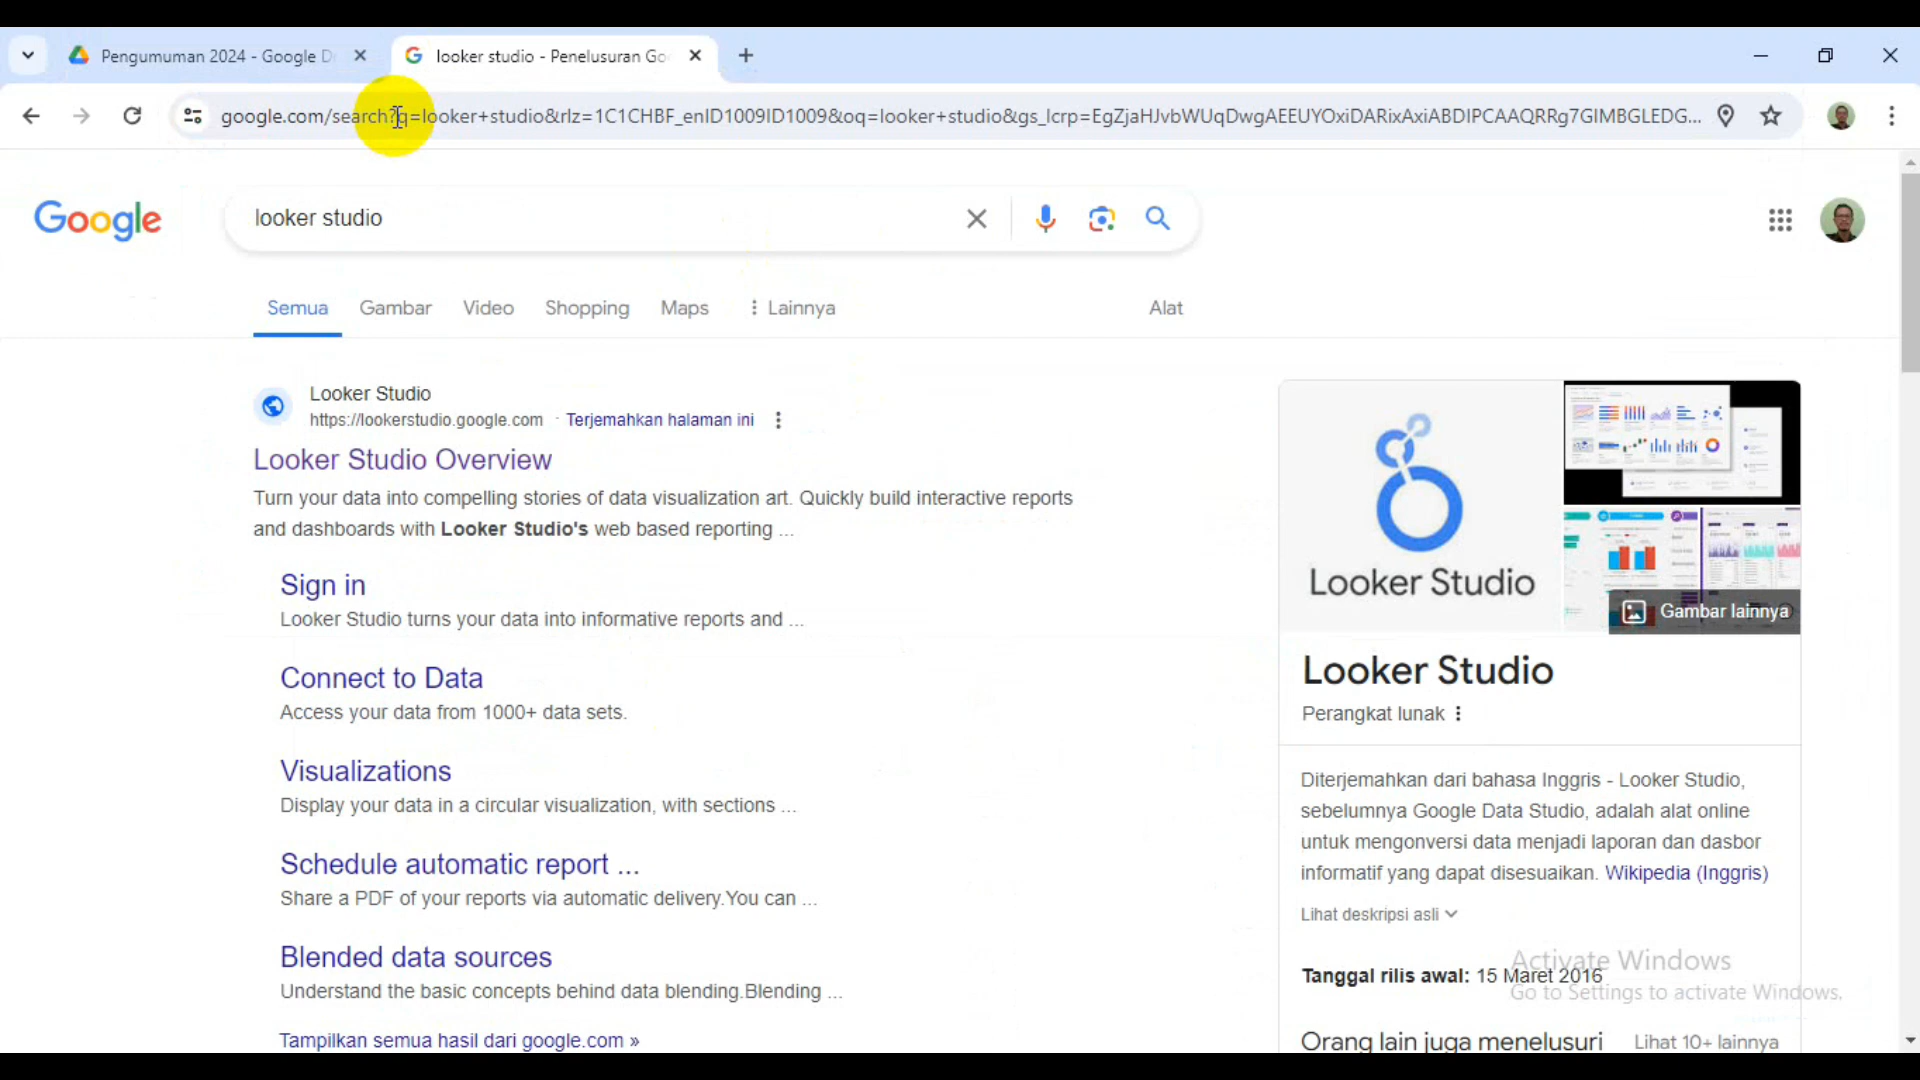 Pengumuman 2024 - Google D
looker studio - Penelusuran Goo
google.com/search?q=looker+studio&rlz=1C1CHBF_enID1009ID1009&oq=looker+studio&gs_lcrp=EgZjaHJvbWUqDwgAEEUYOxiDARixAxiABDIPCAAQRRg7GIMBGLEDG...
Google
looker studio
Semua
Gambar
Video
Shopping
Maps
Lainnya
Alat
Looker Studio
https://lookerstudio.google.com · Terjemahkan halaman ini
Looker Studio Overview
Turn your data into compelling stories of data visualization art. Quickly build interactive reports
and dashboards with Looker Studio's web based reporting ...
Sign in
Looker Studio turns your data into informative reports and ...
Connect to Data
Access your data from 1000+ data sets.
Visualizations
Display your data in a circular visualization, with sections ...
Schedule automatic report ...
Share a PDF of your reports via automatic delivery.You can ...
Blended data sources
Understand the basic concepts behind data blending.Blending ...
Tampilkan semua hasil dari google.com »
Looker Studio
Gambar lainnya
Looker Studio
Perangkat lunak
Diterjemahkan dari bahasa Inggris - Looker Studio,
sebelumnya Google Data Studio, adalah alat online
untuk mengonversi data menjadi laporan dan dasbor
informatif yang dapat disesuaikan. Wikipedia (Inggris)
Lihat deskripsi asli
Tanggal rilis awal: 15 Maret 2016
Orang lain juga menelusuri
Lihat 10+ lainnya
Activate Windows
Go to Settings to activate Windows.